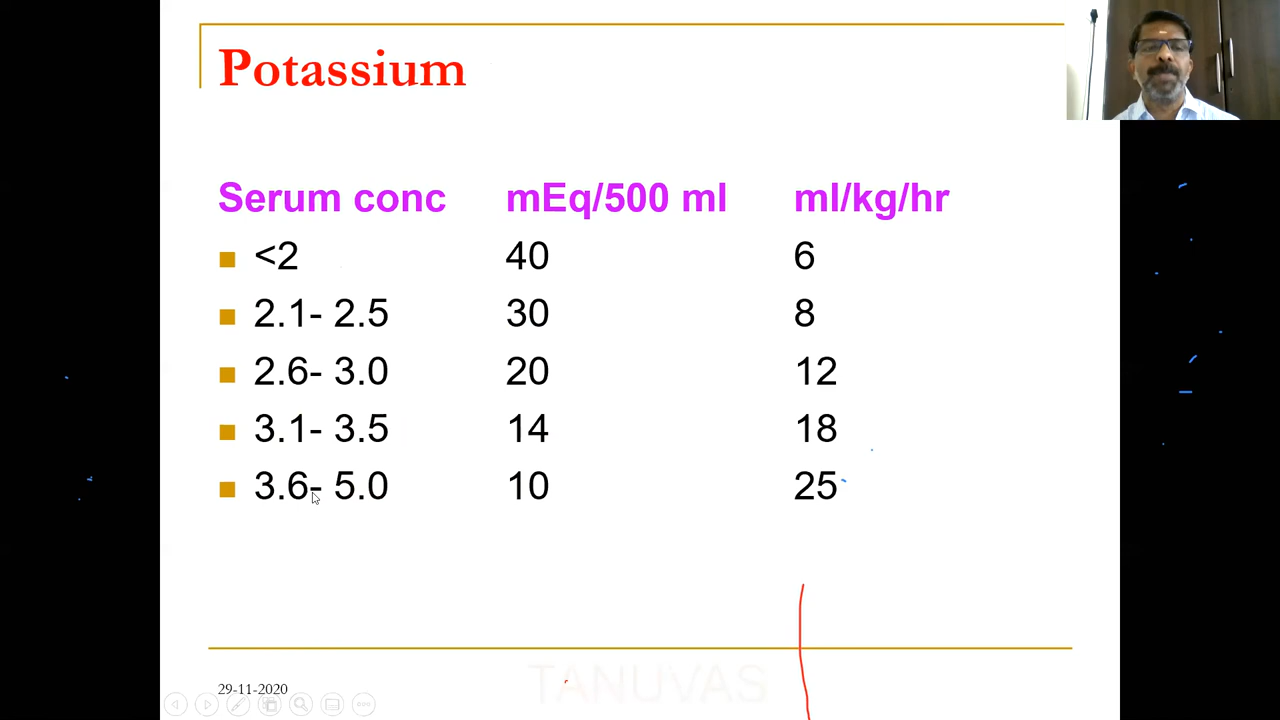 Potassium
Serum conc mEq/500 ml ml/kg/hr
<2 40 6
2.1- 2.5 30 8
2.6- 3.0 20 12
3.1- 3.5 14 18
3.6- 5.0 10 25
TANUVAS
29-11-2020